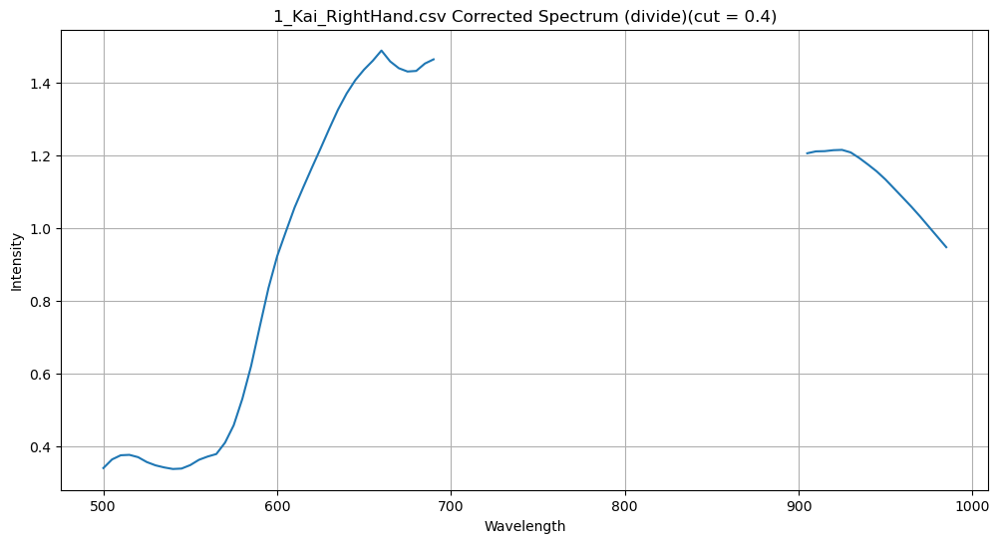 1_Kai_RightHand.csv Corrected Spectrum (divide)(cut = 0.4)
Intensity
1.4
1.2
1.0
0.8
0.6
0.4
500 600 700 800 900 1000
Wavelength